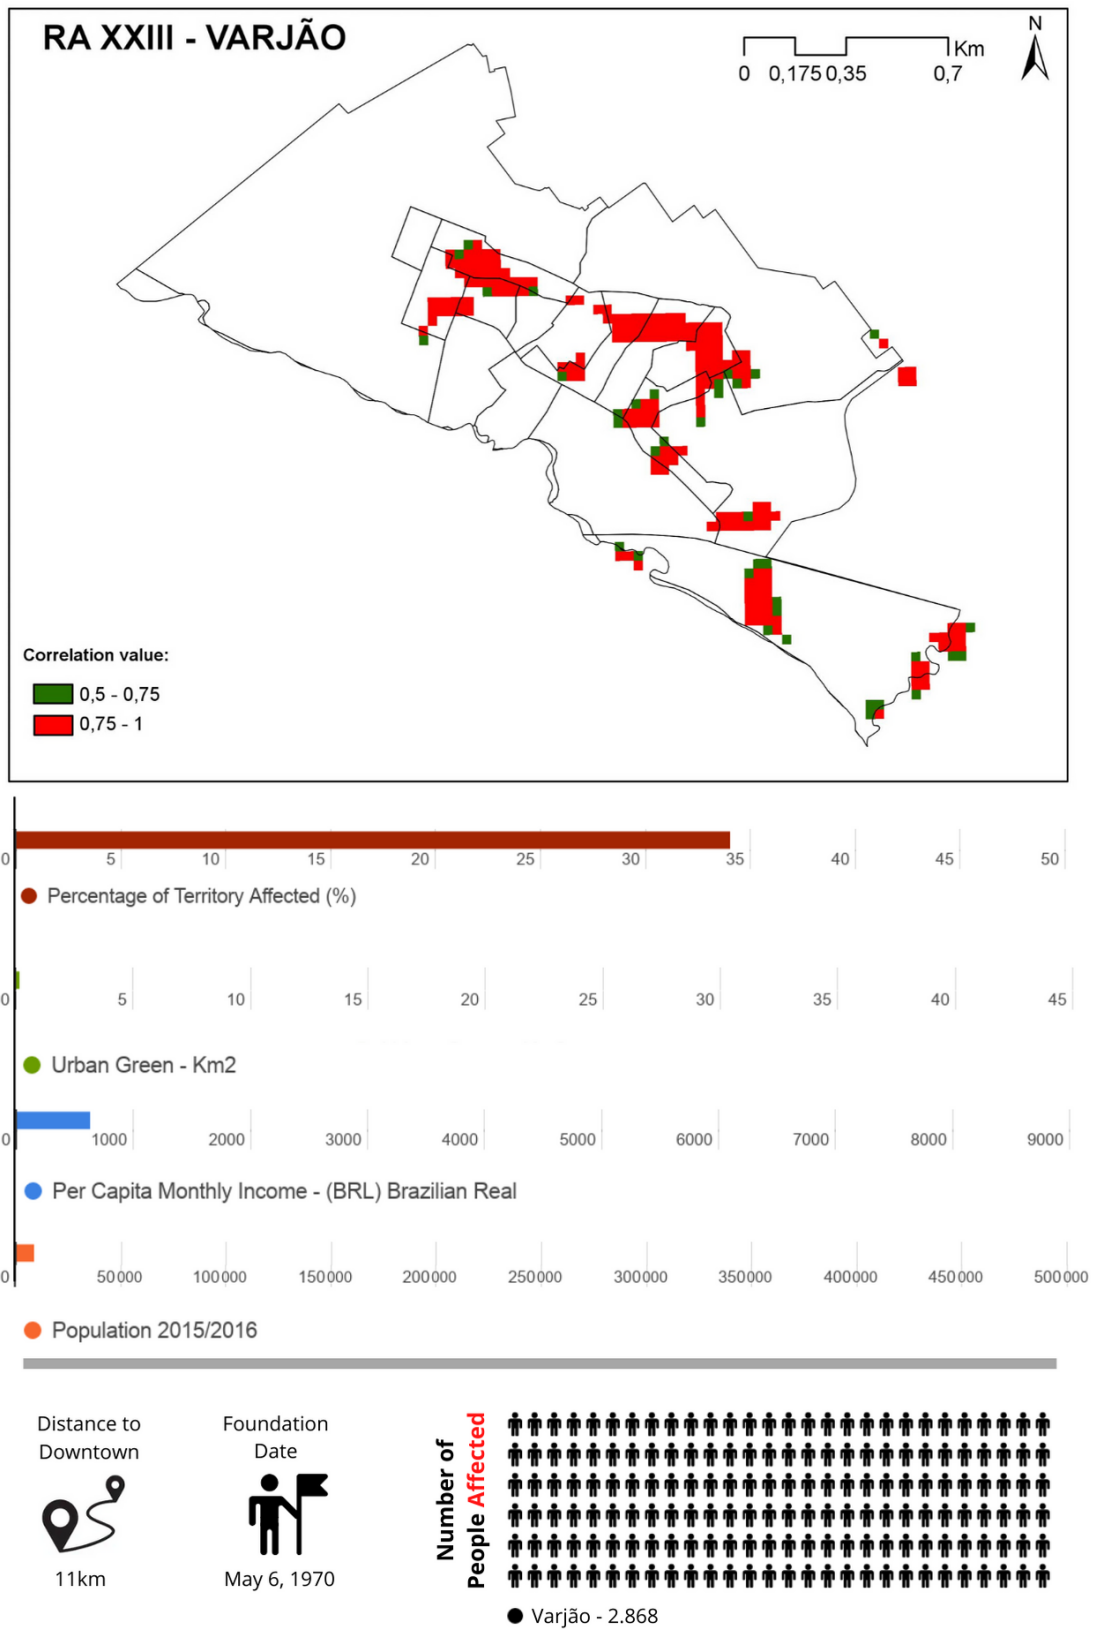 RA XXIII - VARJÃO
N
Km
0 0,175 0,35 0,7
Correlation value:
0,5 - 0,75
0,75 - 1
0 5 10 15 20 25 30 35 40 45 50
Percentage of Territory Affected (%)
0 5 10 15 20 25 30 35 40 45
Urban Green - Km2
0 1000 2000 3000 4000 5000 6000 7000 8000 9000
Per Capita Monthly Income - (BRL) Brazilian Real
0 50000 100000 150000 200000 250000 300000 350000 400000 450000 500000
Population 2015/2016
Distance to
Downtown
11km
Foundation
Date
May 6, 1970
Number of
People Affected
Varjão - 2.868